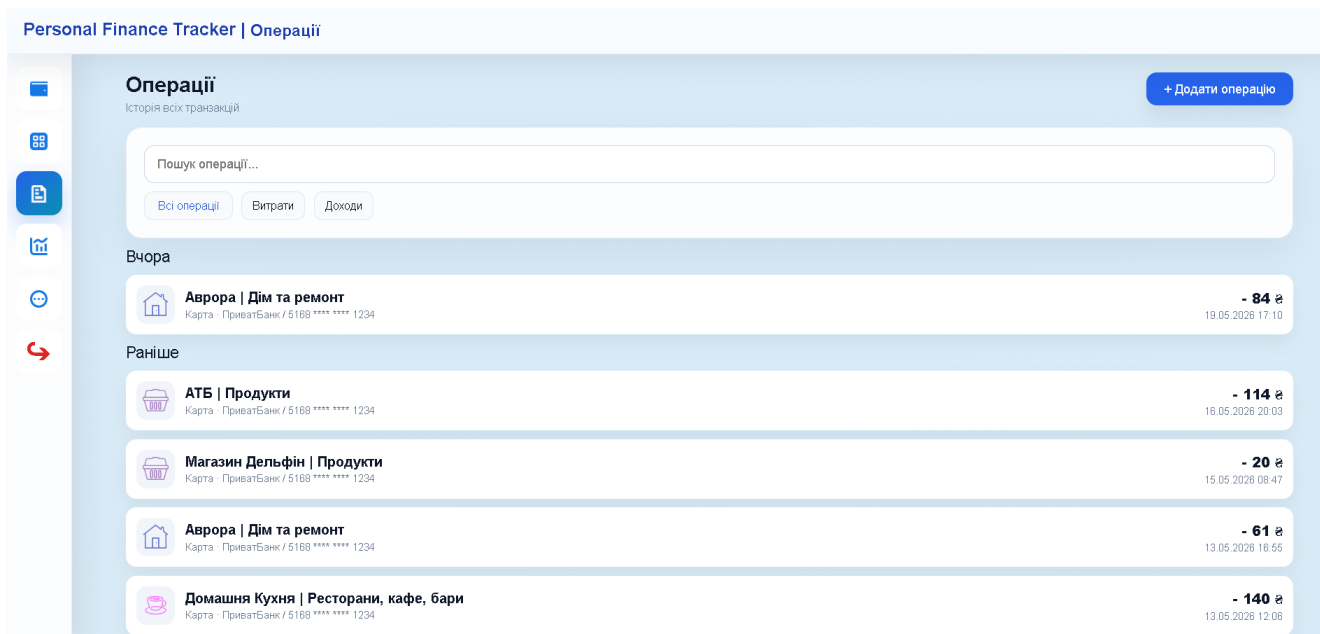 Personal Finance Tracker | Операції
Операції
+ Додати операцію
Історія всіх транзакцій
Пошук операції...
Всі операції
Витрати
Доходи
Вчора
Аврора | Дім та ремонт
- 84 ₴
Карта · ПриватБанк / 5168 **** **** 1234
19.05.2026 17:10
Раніше
АТБ | Продукти
- 114 ₴
Карта · ПриватБанк / 5168 **** **** 1234
16.05.2026 20:03
Магазин Дельфін | Продукти
- 20 ₴
Карта · ПриватБанк / 5168 **** **** 1234
15.05.2026 08:47
Аврора | Дім та ремонт
- 61 ₴
Карта · ПриватБанк / 5168 **** **** 1234
13.05.2026 16:55
Домашня Кухня | Ресторани, кафе, бари
- 140 ₴
Карта · ПриватБанк / 5168 **** **** 1234
13.05.2026 12:06